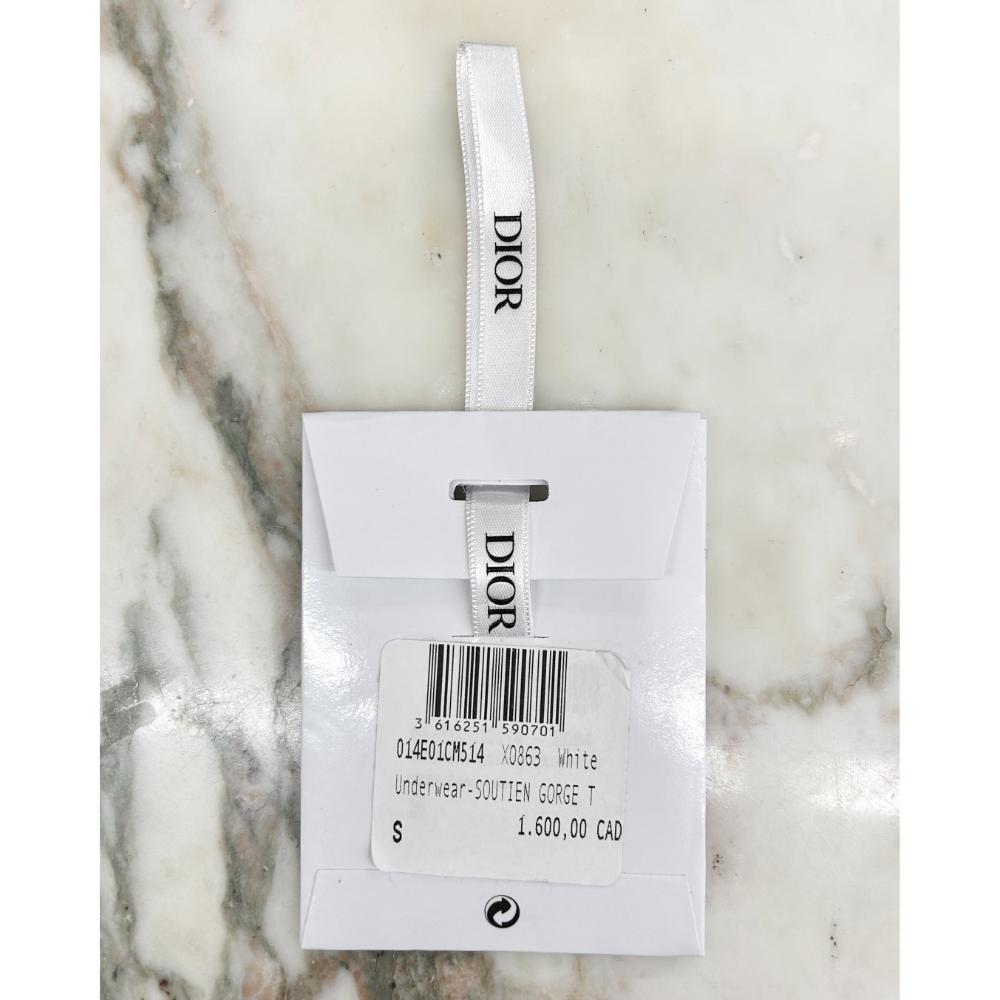 DIOR
DIOR
3 616251 590701
014E01CM514 X0863 White
Underwear-SOUTIEN GORGE T
S 1.600,00 CAD